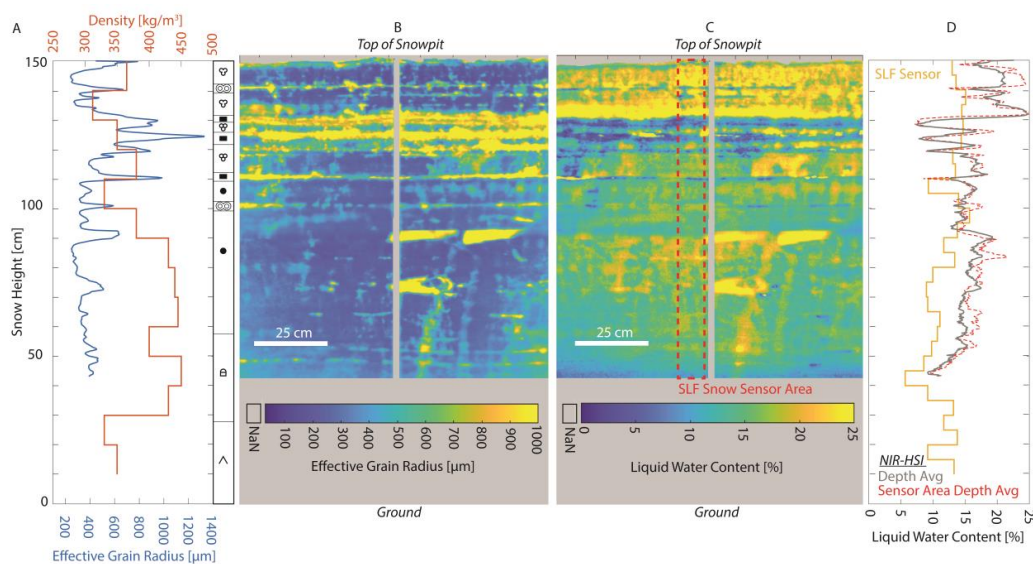 A
Density [kg/m³]
250
300
350
400
450
500
150
100
50
0
Snow Height [cm]
200
400
600
800
1000
1200
1400
Effective Grain Radius [µm]
B
Top of Snowpit
25 cm
NaN
100
200
300
400
500
600
700
800
900
1000
Effective Grain Radius [µm]
Ground
C
Top of Snowpit
25 cm
SLF Snow Sensor Area
NaN
0
5
10
15
20
25
Liquid Water Content [%]
Ground
D
SLF Sensor
NIR-HSI
Depth Avg
Sensor Area Depth Avg
0
5
10
15
20
25
Liquid Water Content [%]